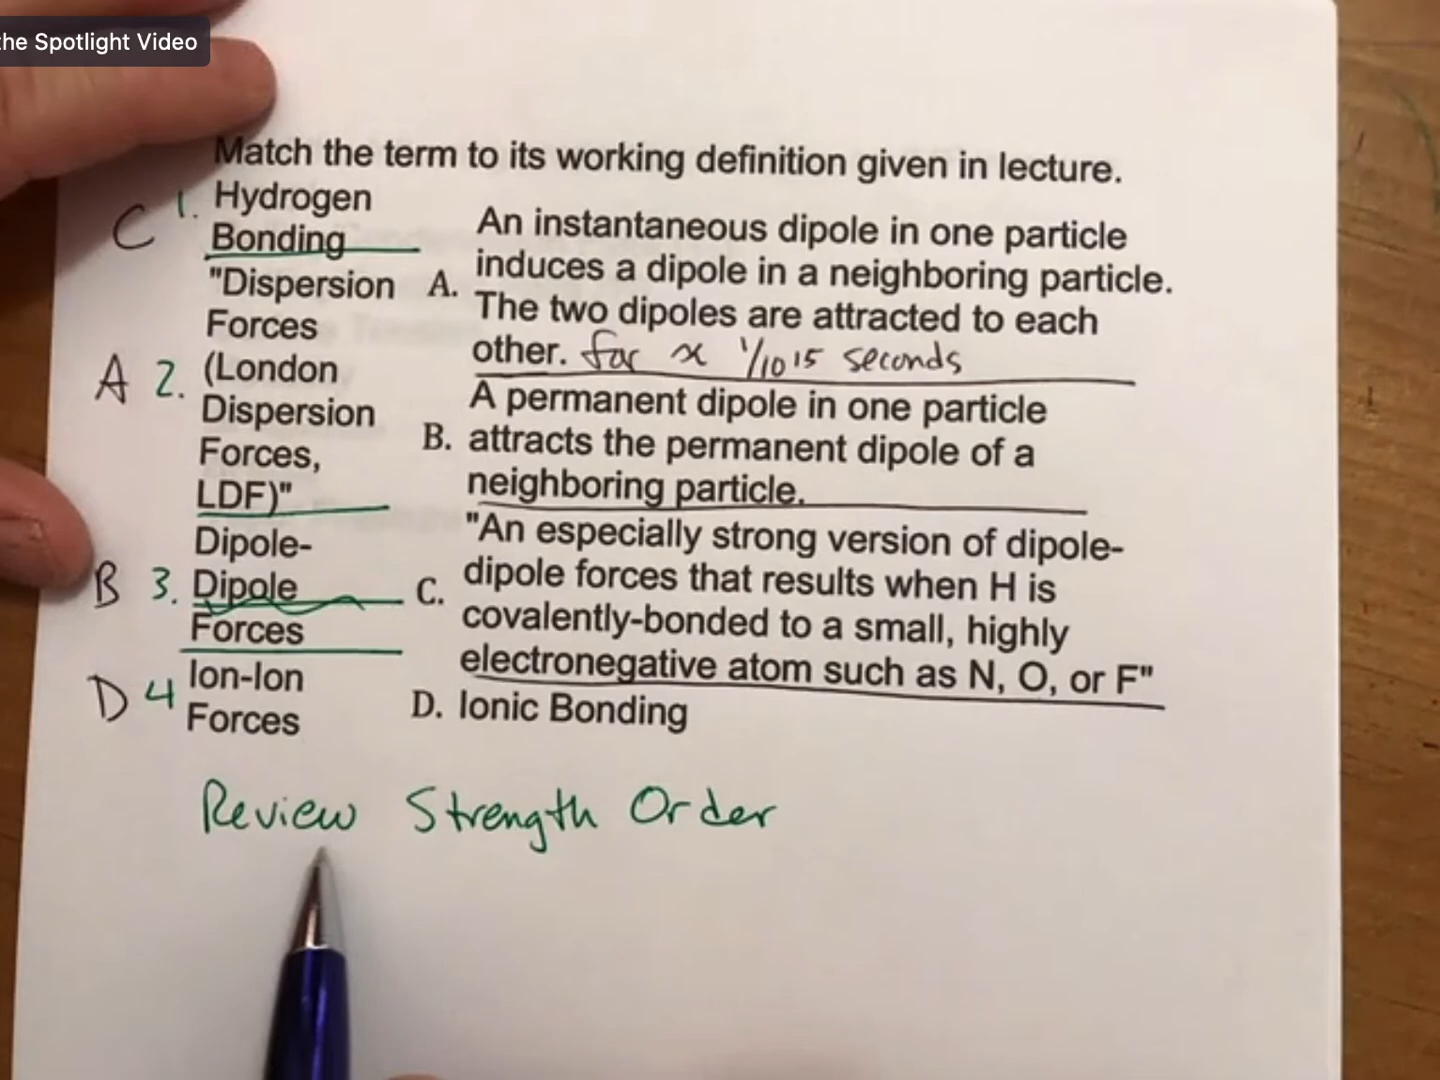 the Spotlight Video
Match the term to its working definition given in lecture.
C 1. Hydrogen
Bonding
"Dispersion
Forces
A 2. (London
Dispersion
Forces,
LDF)"
Dipole-
B 3. Dipole
Forces
D 4 Ion-Ion
Forces
An instantaneous dipole in one particle
A. induces a dipole in a neighboring particle.
The two dipoles are attracted to each
other. for x 1/10 15 seconds
A permanent dipole in one particle
B. attracts the permanent dipole of a
neighboring particle.
"An especially strong version of dipole-
C. dipole forces that results when H is
covalently-bonded to a small, highly
electronegative atom such as N, O, or F"
D. Ionic Bonding
Review Strength Order